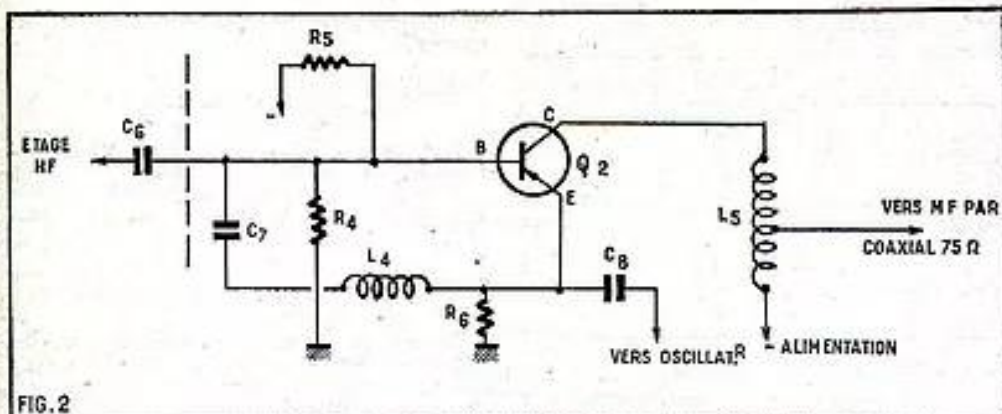 R5
-
C6
ETAGE
HF
C7
R4
L4
B
C
Q2
E
R6
C8
L5
VERS MF PAR
COAXIAL 75 Ω
VERS OSCILLATR
- ALIMENTATION
FIG.2